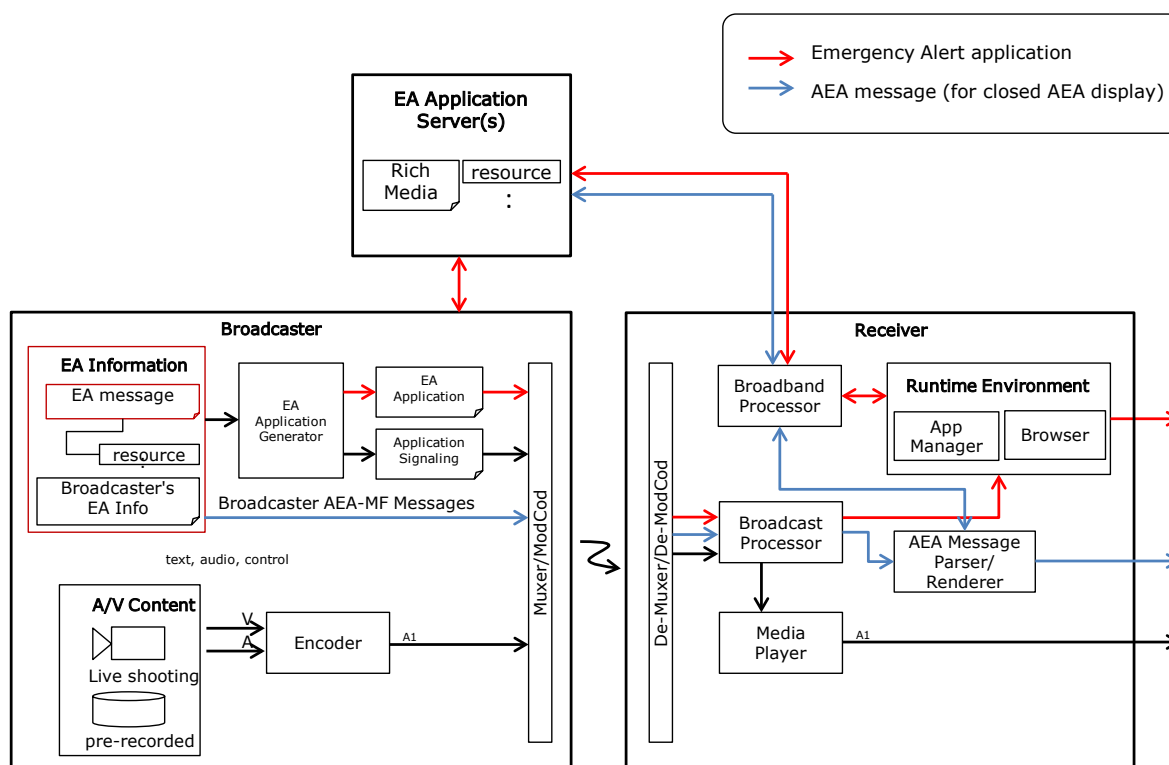 Emergency Alert application
AEA message (for closed AEA display)
EA Application
Server(s)
Rich
Media
resource
:
Broadcaster
EA Information
EA message
resource
:
Broadcaster's
EA Info
EA
Application
Generator
EA
Application
Application
Signaling
Broadcaster AEA-MF Messages
text, audio, control
A/V Content
Live shooting
pre-recorded
V
A
Encoder
A1
Muxer/ModCod
Receiver
De-Muxer/De-ModCod
Broadband
Processor
Runtime Environment
App
Manager
Browser
Broadcast
Processor
AEA Message
Parser/
Renderer
Media
Player
A1